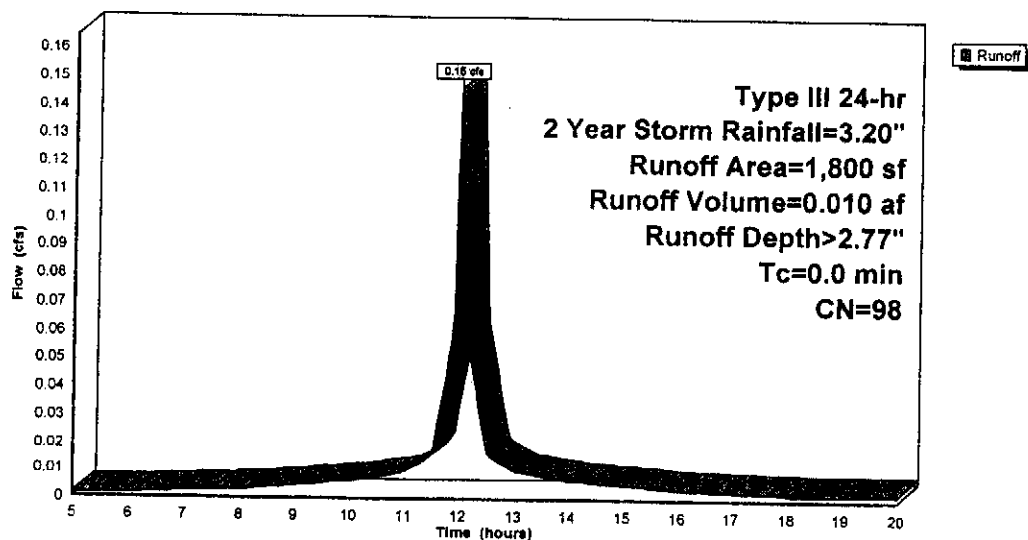 0.16
0.15
0.14
0.13
0.12
0.11
0.1
0.09
0.08
0.07
0.06
0.05
0.04
0.03
0.02
0.01
0
Flow (cfs)
0.15 cfs
Runoff
Type III 24-hr
2 Year Storm Rainfall=3.20"
Runoff Area=1,800 sf
Runoff Volume=0.010 af
Runoff Depth>2.77"
Tc=0.0 min
CN=98
5 6 7 8 9 10 11 12 13 14 15 16 17 18 19 20
Time (hours)